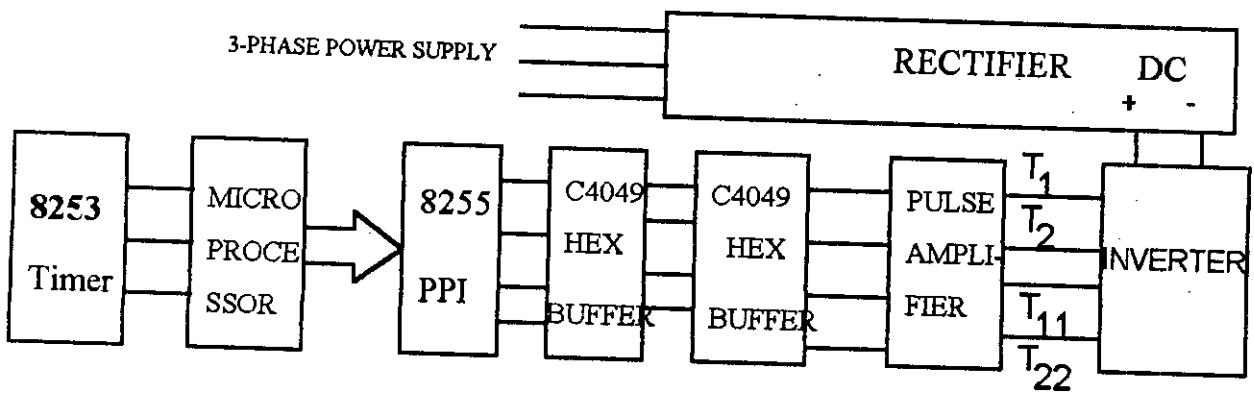 3-PHASE POWER SUPPLY
RECTIFIER DC
+ -
8253
Timer
MICRO
PROCE
SSOR
8255
PPI
C4049
HEX
BUFFER
C4049
HEX
BUFFER
PULSE
AMPLI-
FIER
T1
T2
T11
T22
INVERTER